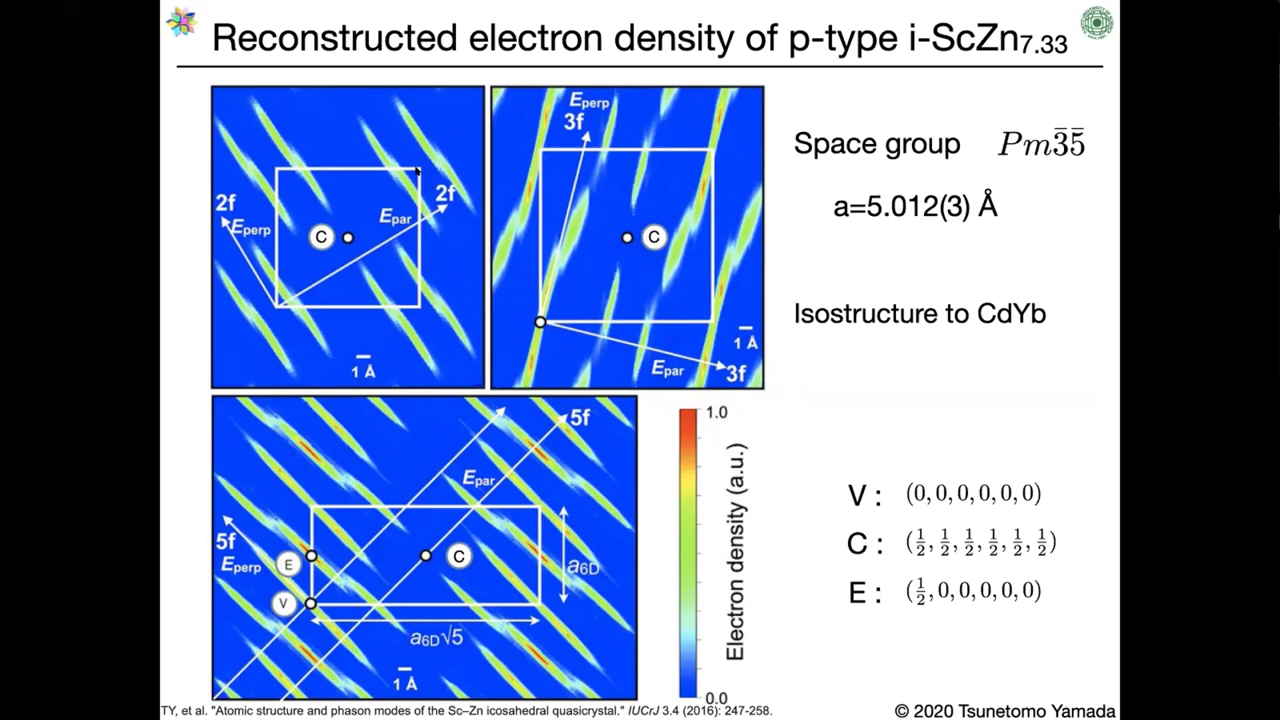 Reconstructed electron density of p-type i-ScZn7.33
Eperp
3f
2f
Eperp
Epar
2f
C
1 Å
C
1 Å
Epar
3f
Space group Pm3̄5̄
a=5.012(3) Å
Isostructure to CdYb
5f
Epar
5f
Eperp
E
C
V
a6D
a6D√5
1 Å
1.0
Electron density (a.u.)
0.0
V : (0,0,0,0,0,0)
C : (1/2,1/2,1/2,1/2,1/2,1/2)
E : (1/2,0,0,0,0,0)
TY, et al. "Atomic structure and phason modes of the Sc–Zn icosahedral quasicrystal." IUCrJ 3.4 (2016): 247-258.
© 2020 Tsunetomo Yamada